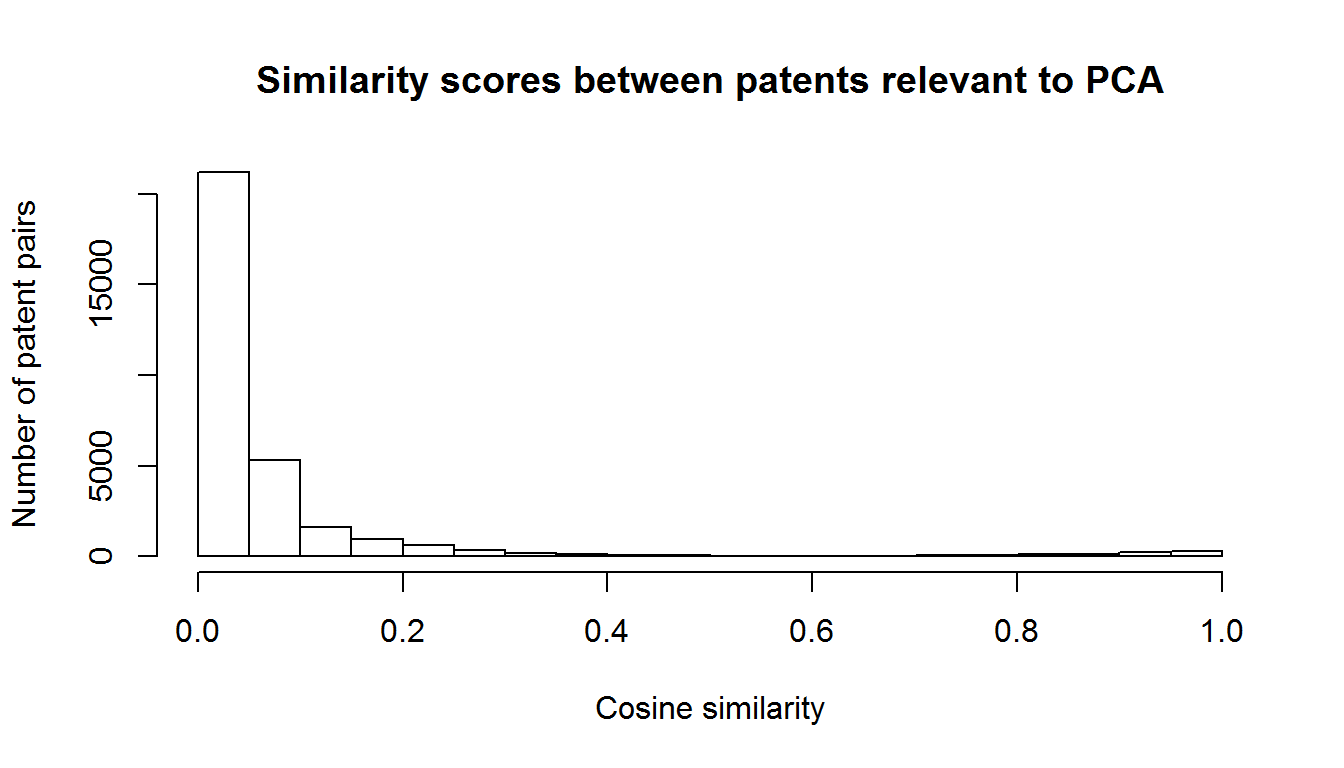 Similarity scores between patents relevant to PCA
Number of patent pairs
15000
5000
0
0.0 0.2 0.4 0.6 0.8 1.0
Cosine similarity